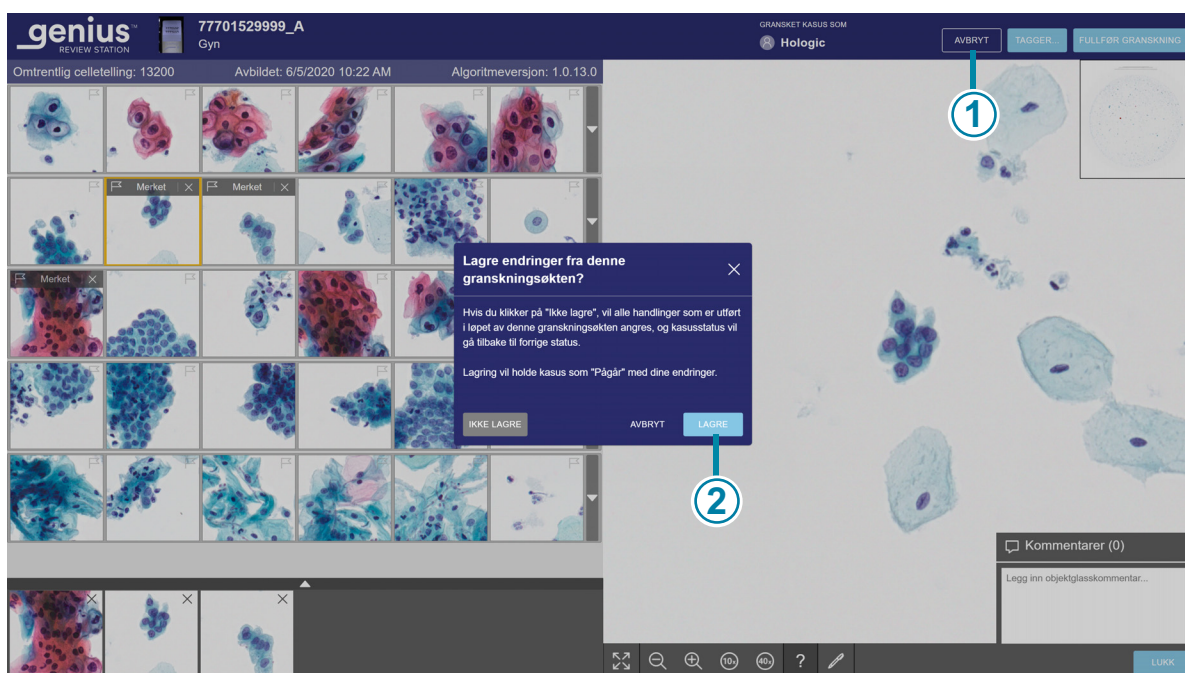 genius™
REVIEW STATION
77701529999_A
Gyn
GRANSKET KASUS SOM
Hologic
AVBRYT
TAGGER...
FULLFØR GRANSKNING
Omtrentlig celletelling: 13200
Avbildet: 6/5/2020 10:22 AM
Algoritmeversjon: 1.0.13.0
1
Merket
Merket
Merket
Lagre endringer fra denne
granskningsøkten?
Hvis du klikker på "Ikke lagre", vil alle handlinger som er utført
i løpet av denne granskningsøkten angres, og kasusstatus vil
gå tilbake til forrige status.
Lagring vil holde kasus som "Pågår" med dine endringer.
IKKE LAGRE
AVBRYT
LAGRE
2
Kommentarer (0)
Legg inn objektglasskommentar...
10x
40x
?
LUKK